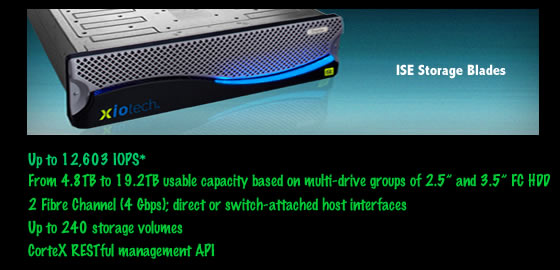 ISE Storage Blades
xiotech
ISE
Up to 12,603 IOPS*
From 4.8TB to 19.2TB usable capacity based on multi-drive groups of 2.5" and 3.5" FC HDD
2 Fibre Channel (4 Gbps); direct or switch-attached host interfaces
Up to 240 storage volumes
CorteX RESTful management API